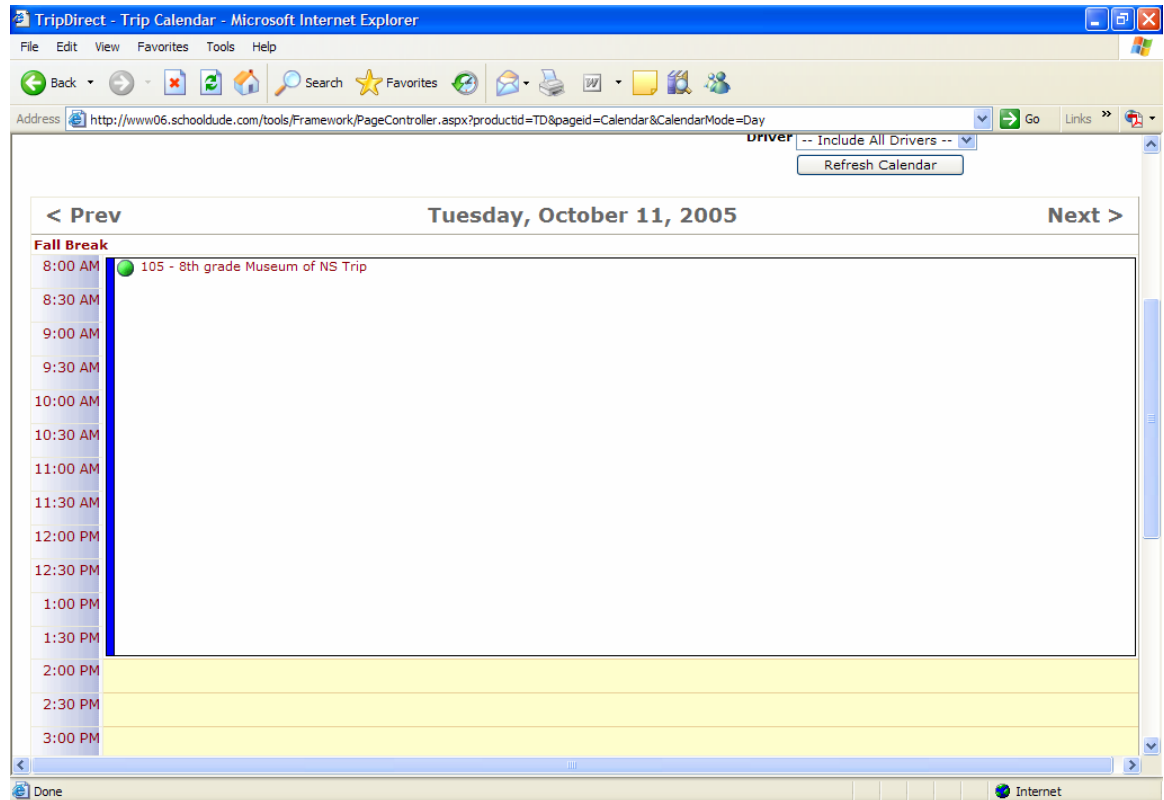 TripDirect - Trip Calendar - Microsoft Internet Explorer
File Edit View Favorites Tools Help
Back Search Favorites
Address http://www06.schooldude.com/tools/Framework/PageController.aspx?productid=TD&pageid=Calendar&CalendarMode=Day Go Links »
Driver -- Include All Drivers --
Refresh Calendar
< Prev Tuesday, October 11, 2005 Next >
Fall Break
8:00 AM 105 - 8th grade Museum of NS Trip
8:30 AM
9:00 AM
9:30 AM
10:00 AM
10:30 AM
11:00 AM
11:30 AM
12:00 PM
12:30 PM
1:00 PM
1:30 PM
2:00 PM
2:30 PM
3:00 PM
Done Internet